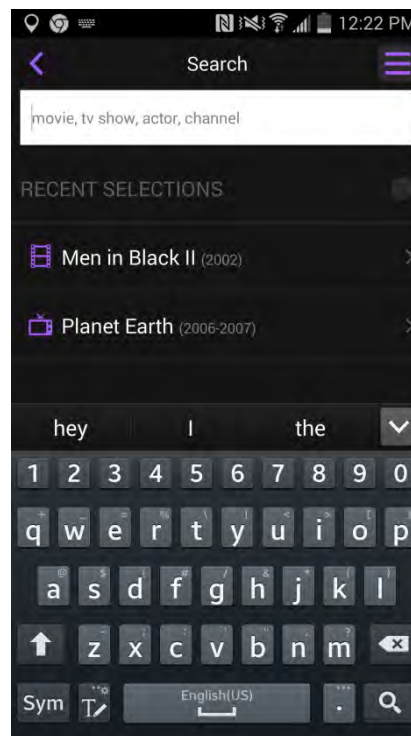 12:22 PM
Search
movie, tv show, actor, channel
RECENT SELECTIONS
Men in Black II (2002)
Planet Earth (2006-2007)
hey I the
1 2 3 4 5 6 7 8 9 0
q w e r t y u i o p
a s d f g h j k l
z x c v b n m
Sym T English(US) .